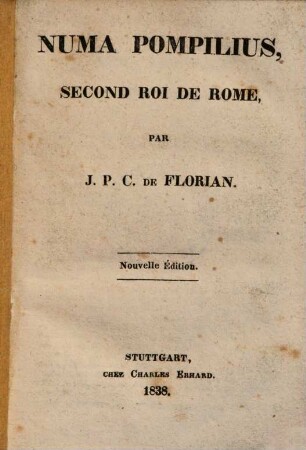 NUMA POMPILIUS,
SECOND ROI DE ROME,
PAR
J. P. C. DE FLORIAN.
Nouvelle Édition.
STUTTGART,
CHEZ CHARLES ERHARD.
1838.